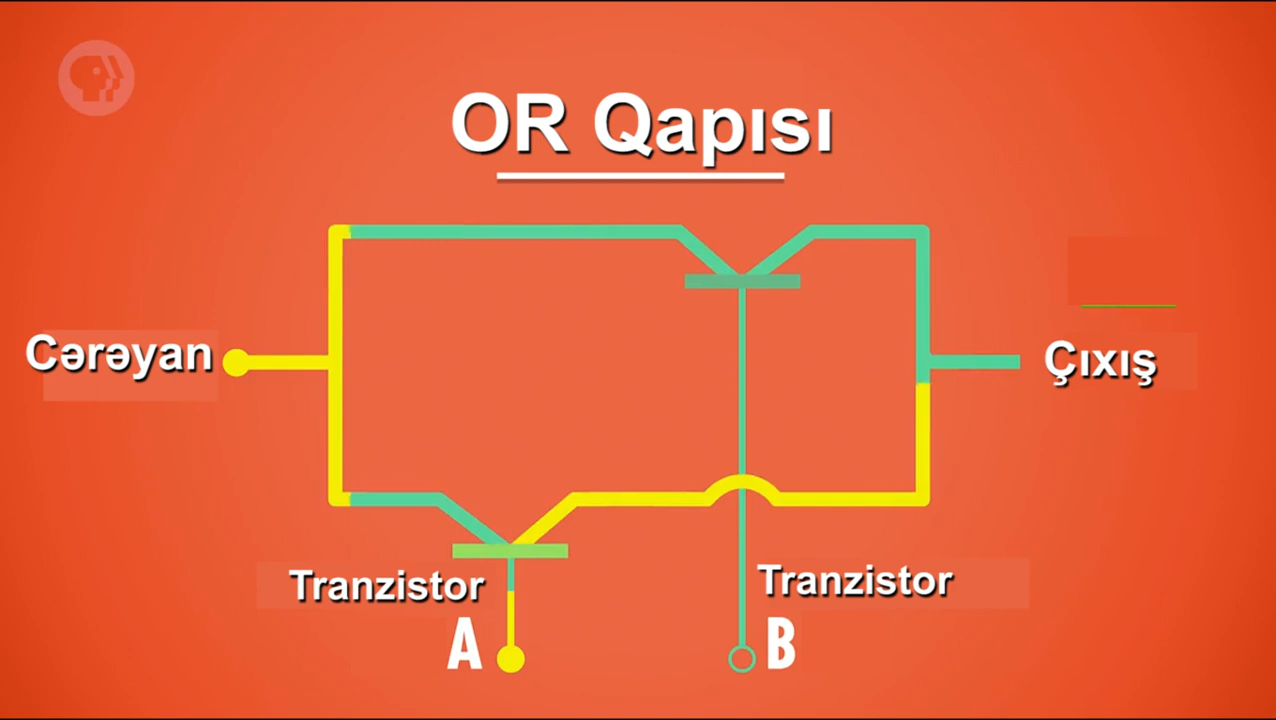 OR Qapısı
Cərəyan
Çıxış
Tranzistor
A
Tranzistor
B